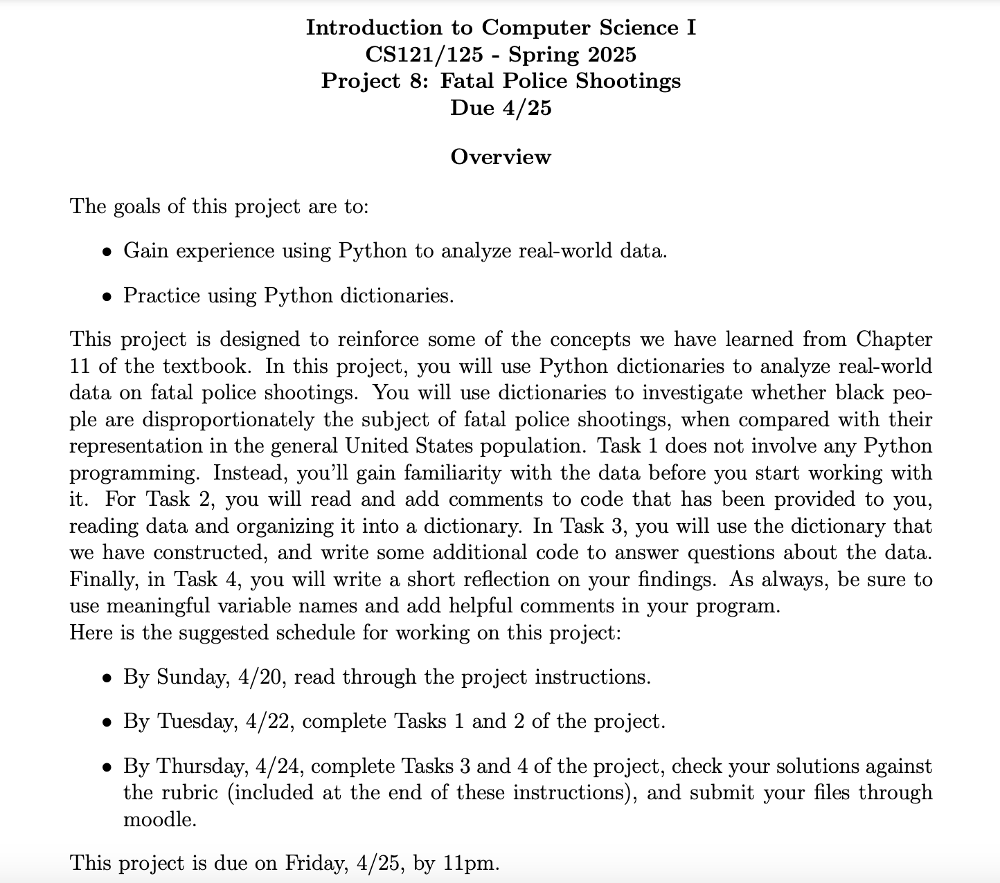 Introduction to Computer Science I
CS121/125 - Spring 2025
Project 8: Fatal Police Shootings
Due 4/25
Overview
The goals of this project are to:
• Gain experience using Python to analyze real-world data.
• Practice using Python dictionaries.
This project is designed to reinforce some of the concepts we have learned from Chapter
11 of the textbook. In this project, you will use Python dictionaries to analyze real-world
data on fatal police shootings. You will use dictionaries to investigate whether black peo-
ple are disproportionately the subject of fatal police shootings, when compared with their
representation in the general United States population. Task 1 does not involve any Python
programming. Instead, you'll gain familiarity with the data before you start working with
it. For Task 2, you will read and add comments to code that has been provided to you,
reading data and organizing it into a dictionary. In Task 3, you will use the dictionary that
we have constructed, and write some additional code to answer questions about the data.
Finally, in Task 4, you will write a short reflection on your findings. As always, be sure to
use meaningful variable names and add helpful comments in your program.
Here is the suggested schedule for working on this project:
• By Sunday, 4/20, read through the project instructions.
• By Tuesday, 4/22, complete Tasks 1 and 2 of the project.
• By Thursday, 4/24, complete Tasks 3 and 4 of the project, check your solutions against
the rubric (included at the end of these instructions), and submit your files through
moodle.
This project is due on Friday, 4/25, by 11pm.